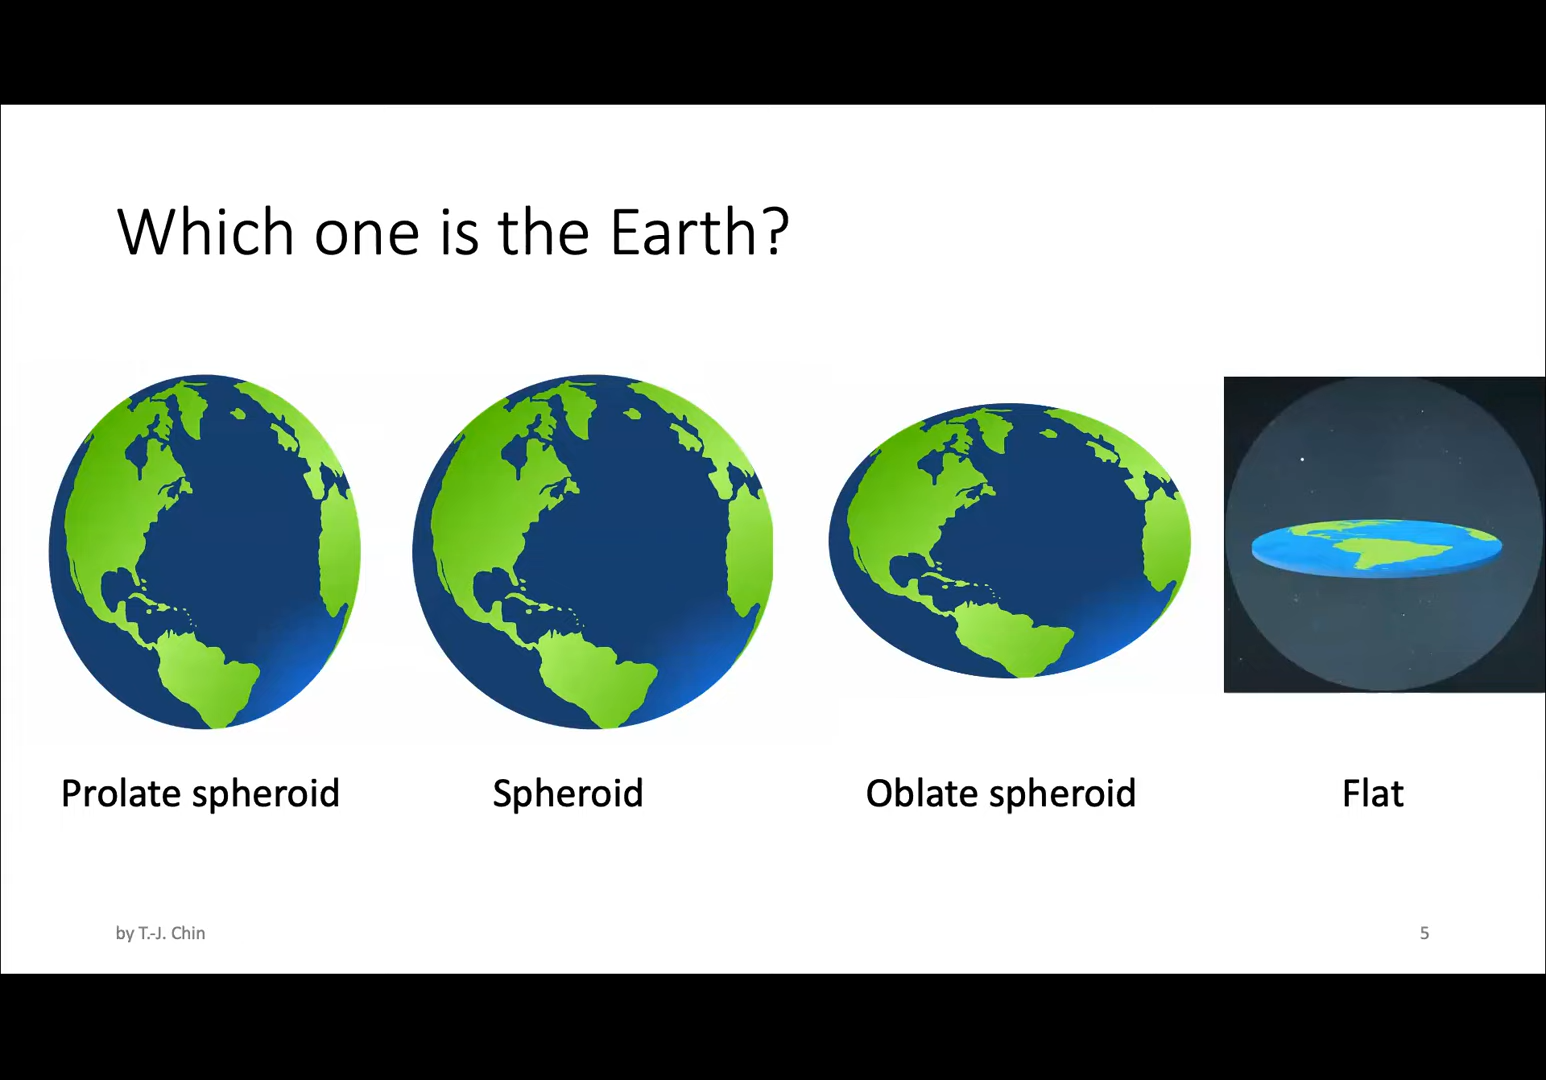 Which one is the Earth?
Prolate spheroid
Spheroid
Oblate spheroid
Flat
by T.-J. Chin
5